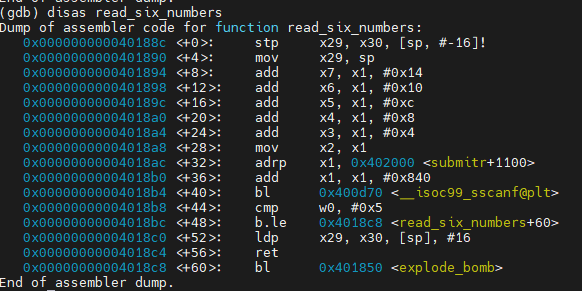 End of assembler dump.
(gdb) disas read_six_numbers
Dump of assembler code for function read_six_numbers:
0x000000000040188c <+0>: stp x29, x30, [sp, #-16]!
0x0000000000401890 <+4>: mov x29, sp
0x0000000000401894 <+8>: add x7, x1, #0x14
0x0000000000401898 <+12>: add x6, x1, #0x10
0x000000000040189c <+16>: add x5, x1, #0xc
0x00000000004018a0 <+20>: add x4, x1, #0x8
0x00000000004018a4 <+24>: add x3, x1, #0x4
0x00000000004018a8 <+28>: mov x2, x1
0x00000000004018ac <+32>: adrp x1, 0x402000 <submitr+1100>
0x00000000004018b0 <+36>: add x1, x1, #0x840
0x00000000004018b4 <+40>: bl 0x400d70 <__isoc99_sscanf@plt>
0x00000000004018b8 <+44>: cmp w0, #0x5
0x00000000004018bc <+48>: b.le 0x4018c8 <read_six_numbers+60>
0x00000000004018c0 <+52>: ldp x29, x30, [sp], #16
0x00000000004018c4 <+56>: ret
0x00000000004018c8 <+60>: bl 0x401850 <explode_bomb>
End of assembler dump.